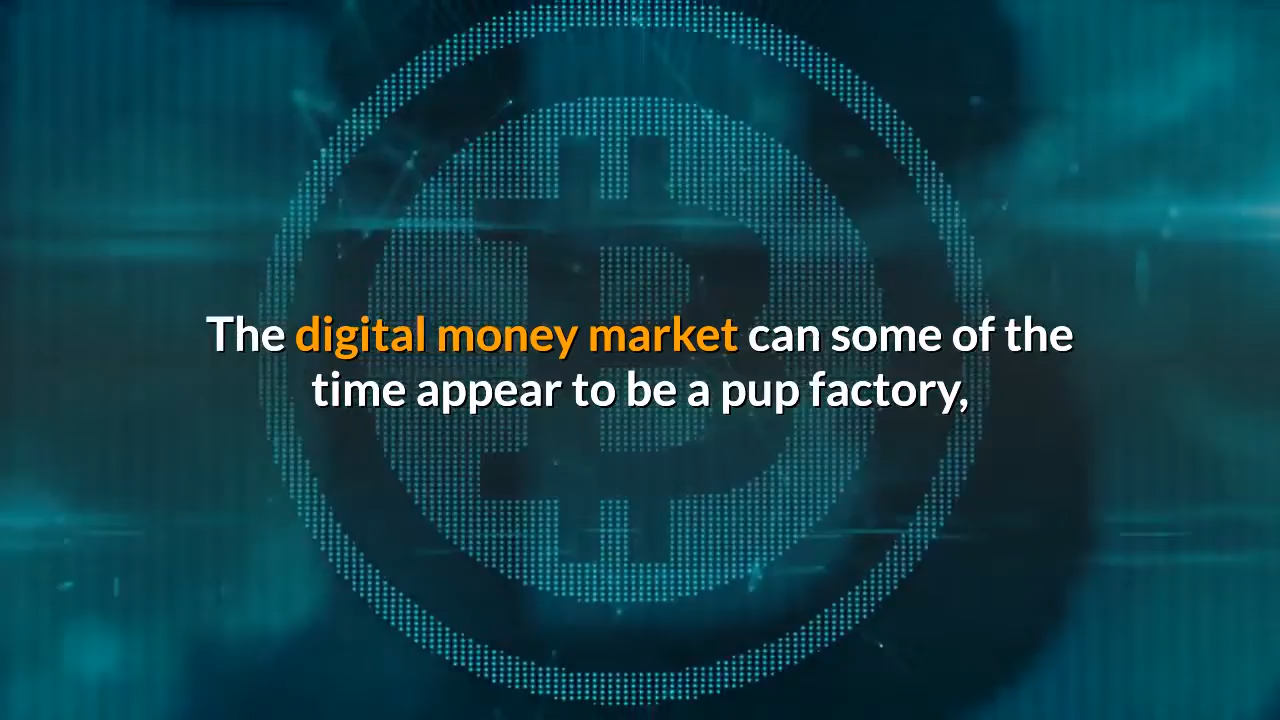 The digital money market can some of the
time appear to be a pup factory,